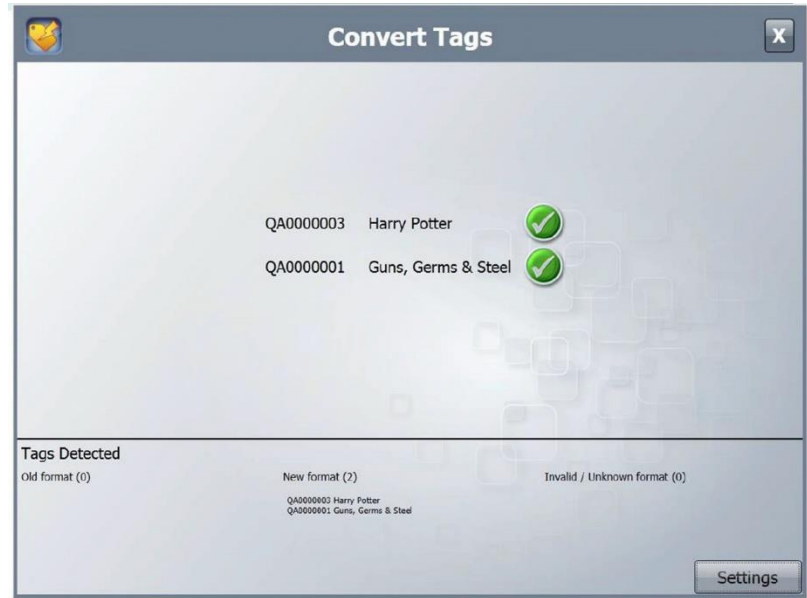 Convert Tags
X
QA0000003 Harry Potter
QA0000001 Guns, Germs & Steel
Tags Detected
Old format (0)
New format (2)
Invalid / Unknown format (0)
QA0000003 Harry Potter
QA0000001 Guns, Germs & Steel
Settings